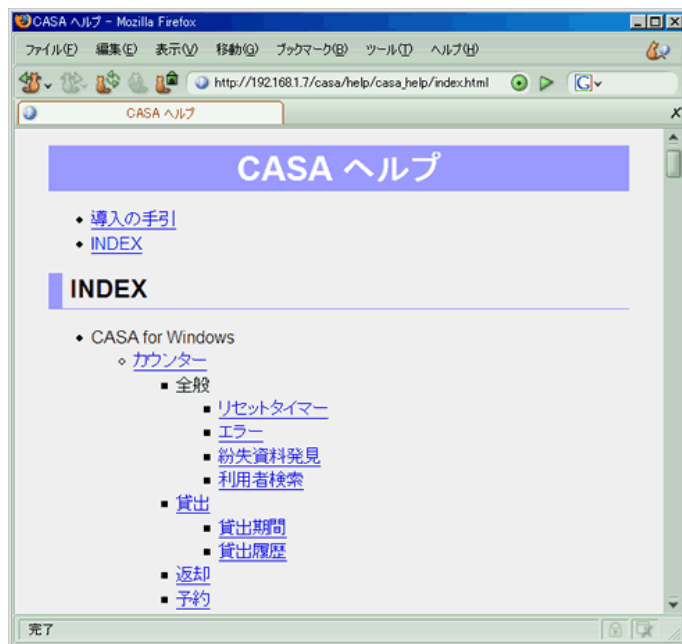 CASA ヘルプ - Mozilla Firefox
ファイル(F) 編集(E) 表示(V) 移動(G) ブックマーク(B) ツール(T) ヘルプ(H)
http://192.168.1.7/casa/help/casa_help/index.html G
CASA ヘルプ X
CASA ヘルプ
導入の手引
INDEX
INDEX
CASA for Windows
カウンター
全般
リセットタイマー
エラー
紛失資料発見
利用者検索
貸出
貸出期間
貸出履歴
返却
予約
完了